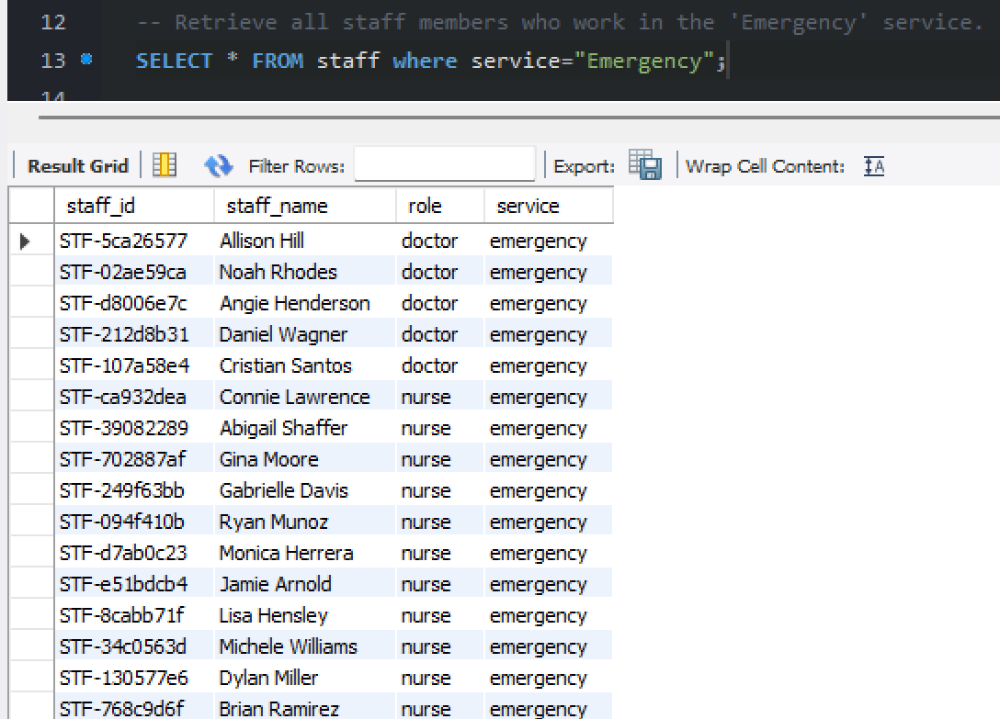 12 -- Retrieve all staff members who work in the 'Emergency' service.
13 SELECT * FROM staff where service="Emergency";
14
Result Grid Filter Rows: Export: Wrap Cell Content: IA
staff_id staff_name role service
STF-5ca26577 Allison Hill doctor emergency
STF-02ae59ca Noah Rhodes doctor emergency
STF-d8006e7c Angie Henderson doctor emergency
STF-212d8b31 Daniel Wagner doctor emergency
STF-107a58e4 Cristian Santos doctor emergency
STF-ca932dea Connie Lawrence nurse emergency
STF-39082289 Abigail Shaffer nurse emergency
STF-702887af Gina Moore nurse emergency
STF-249f63bb Gabrielle Davis nurse emergency
STF-094f410b Ryan Munoz nurse emergency
STF-d7ab0c23 Monica Herrera nurse emergency
STF-e51bdcb4 Jamie Arnold nurse emergency
STF-8cabb71f Lisa Hensley nurse emergency
STF-34c0563d Michele Williams nurse emergency
STF-130577e6 Dylan Miller nurse emergency
STF-768c9d6f Brian Ramirez nurse emergency